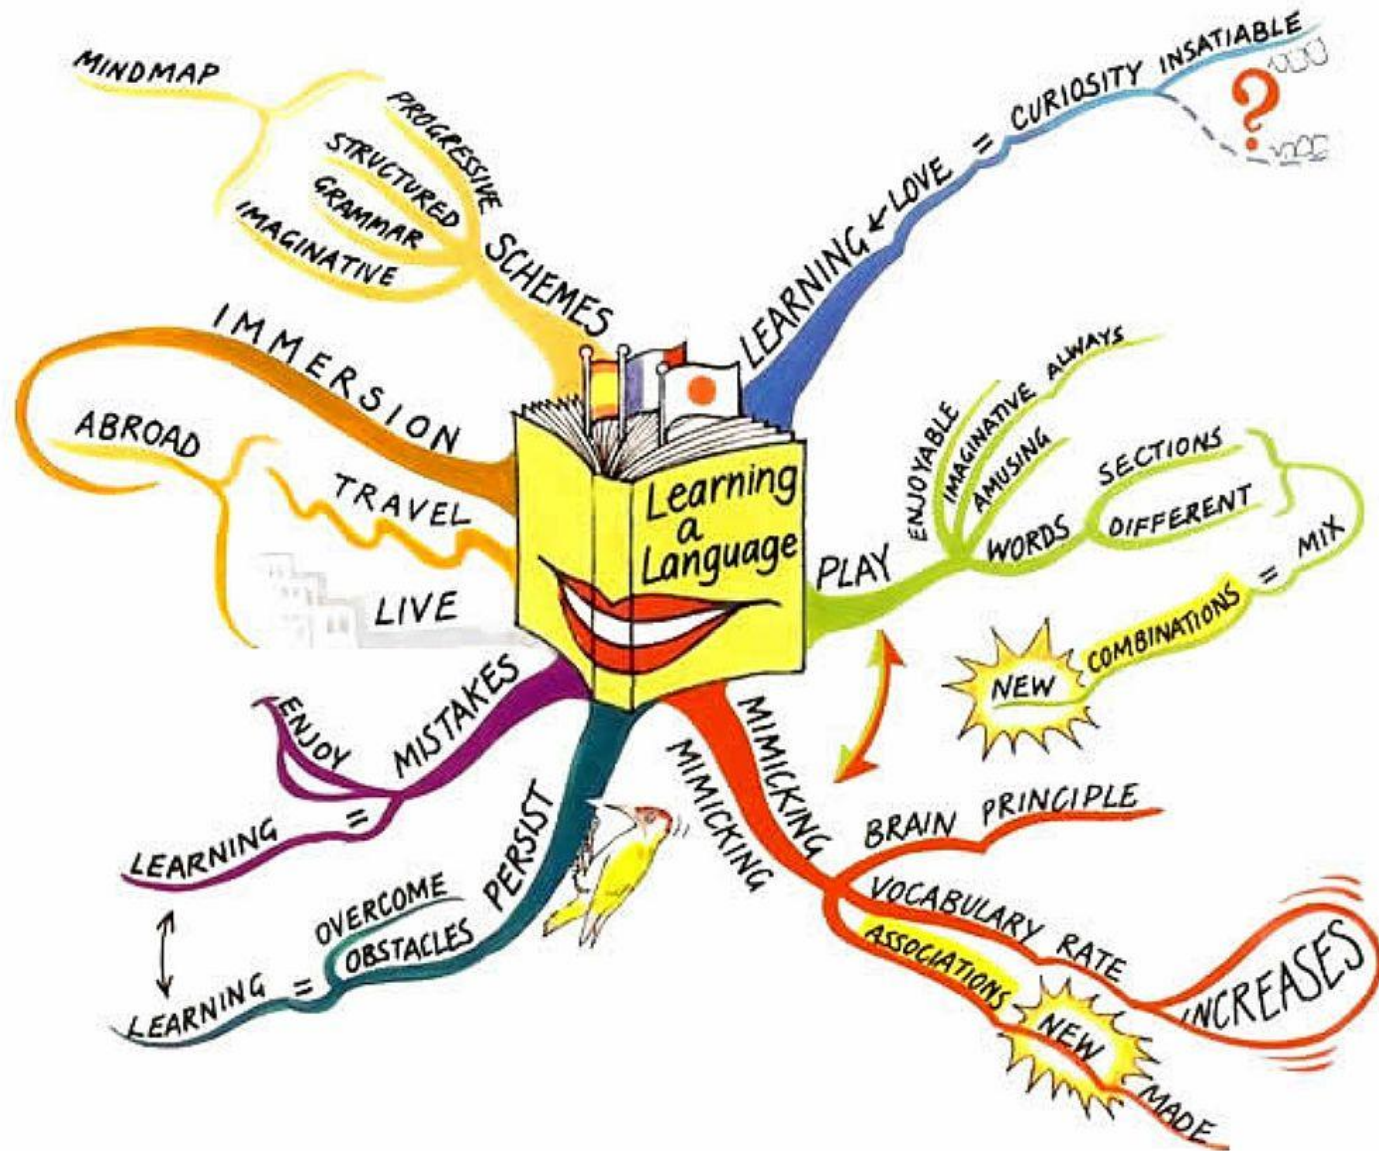 Learning
a
Language
LEARNING
LOVE
=
CURIOSITY
INSATIABLE
?
PLAY
ENJOYABLE
IMAGINATIVE ALWAYS
AMUSING
WORDS
SECTIONS
DIFFERENT
MIX
=
COMBINATIONS
NEW
MIMICKING
MIMICKING
BRAIN PRINCIPLE
VOCABULARY RATE
INCREASES
ASSOCIATIONS
NEW
MADE
PERSIST
OVERCOME
OBSTACLES
=
LEARNING
MISTAKES
ENJOY
=
LEARNING
LIVE
TRAVEL
ABROAD
IMMERSION
SCHEMES
PROGRESSIVE
STRUCTURED
GRAMMAR
IMAGINATIVE
MINDMAP